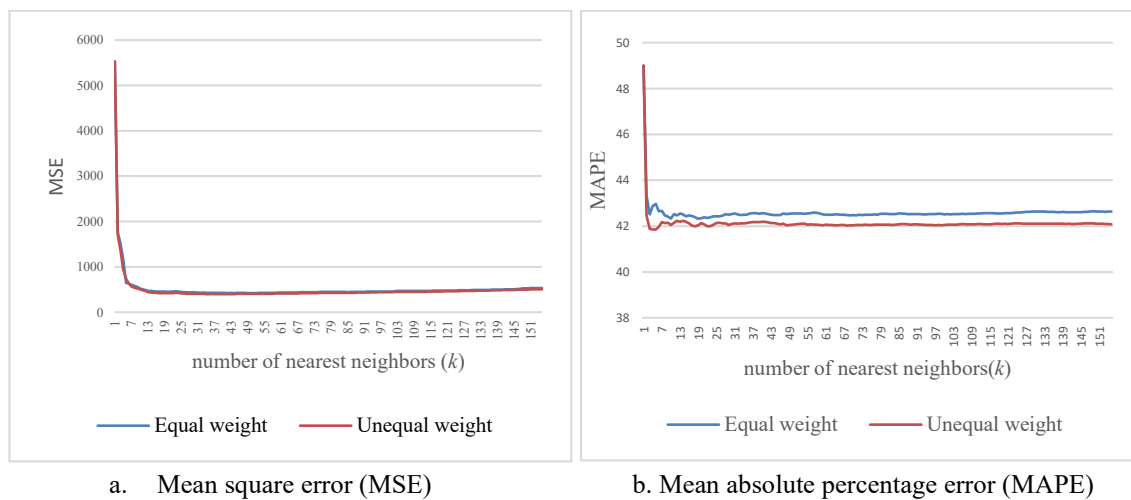 6000
5000
4000
3000
2000
1000
0
MSE
1 7 13 19 25 31 37 43 49 55 61 67 73 79 85 91 97 103 109 115 121 127 133 139 145 151
number of nearest neighbors (k)
Equal weight Unequal weight
a. Mean square error (MSE)
50
48
46
44
42
40
38
MAPE
1 7 13 19 25 31 37 43 49 55 61 67 73 79 85 91 97 103 109 115 121 127 133 139 145 151
number of nearest neighbors(k)
Equal weight Unequal weight
b. Mean absolute percentage error (MAPE)